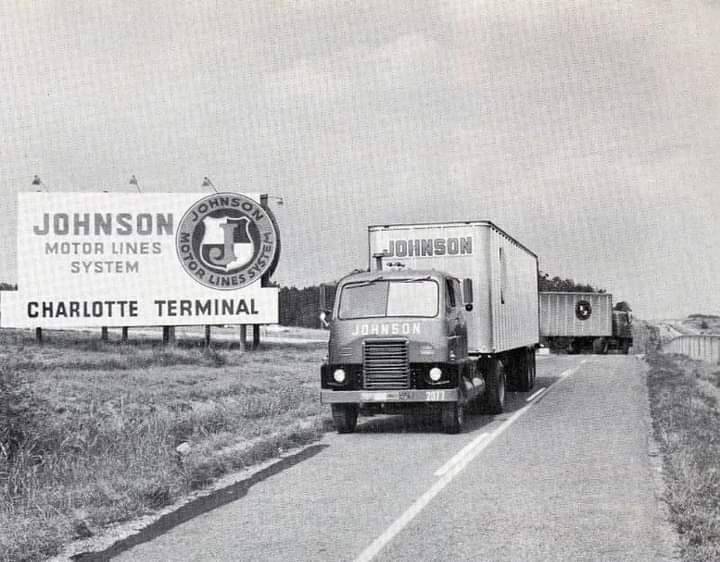 JOHNSON
MOTOR LINES
SYSTEM
JOHNSON
J
MOTOR LINES SYSTEM
CHARLOTTE TERMINAL
JOHNSON
JOHNSON